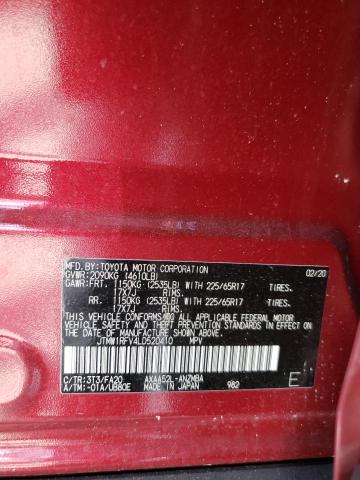 MFD.BY: TOYOTA MOTOR CORPORATION 02/20
GVWR: 2090KG (4610LB)
GAWR: FRT. 1150KG (2535LB) WITH 225/65R17 TIRES.
17X7J RIMS.
RR. 1150KG (2535LB) WITH 225/65R17 TIRES.
17X7J RIMS.
THIS VEHICLE CONFORMS TO ALL APPLICABLE
FEDERAL MOTOR VEHICLE SAFETY AND THEFT
PREVENTION STANDARDS IN EFFECT ON THE DATE
OF MANUFACTURE SHOWN ABOVE.
JTMW1RFV4LD520410 MPV
C/TR: 3T3/FA20 AXAA52L-ANZMBA
A/TM: -01A/UB80E MADE IN JAPAN 982 E